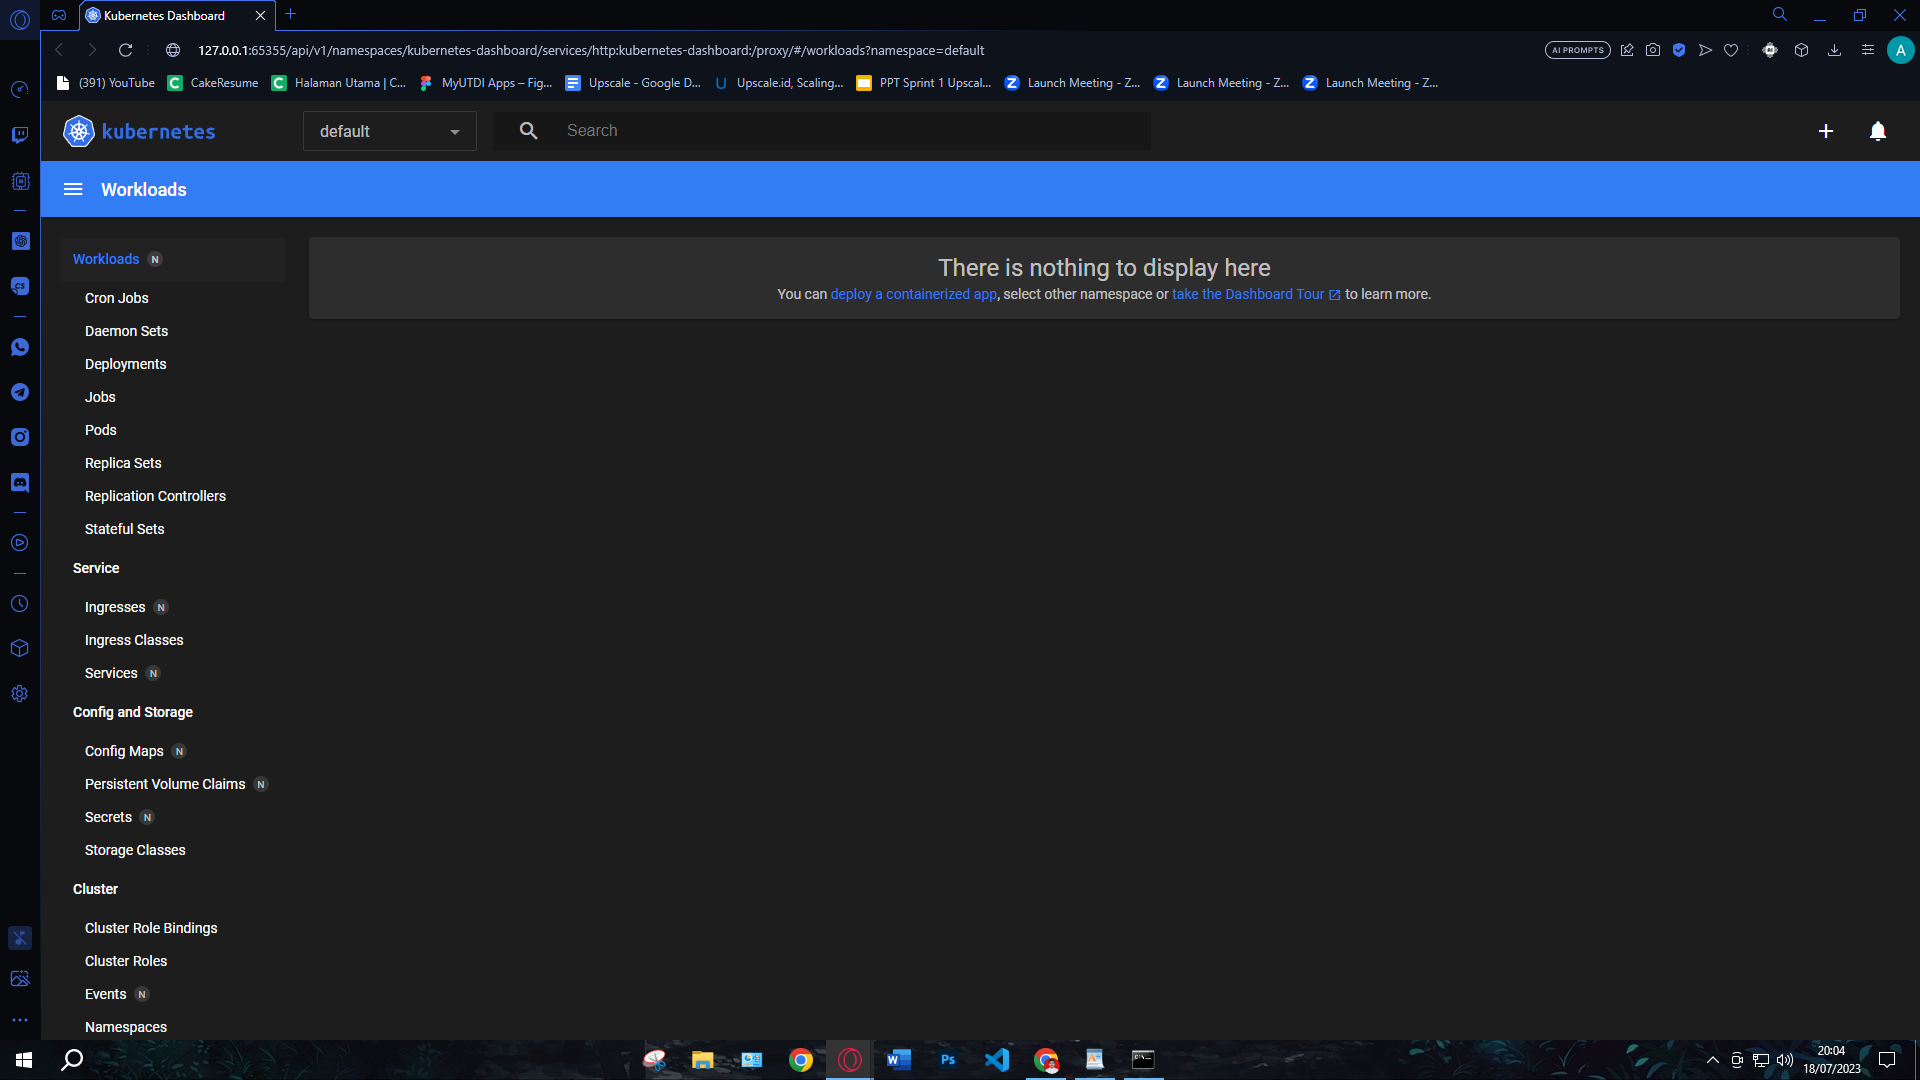 Kubernetes Dashboard
127.0.0.1:65355/api/v1/namespaces/kubernetes-dashboard/services/http:kubernetes-dashboard:/proxy/#/workloads?namespace=default
AI PROMPTS
A
(391) YouTube
CakeResume
Halaman Utama | C...
MyUTDI Apps – Fig...
Upscale - Google D...
Upscale.id, Scaling...
PPT Sprint 1 Upscal...
Launch Meeting - Z...
Launch Meeting - Z...
Launch Meeting - Z...
kubernetes
default
Search
Workloads
Workloads N
Cron Jobs
Daemon Sets
Deployments
Jobs
Pods
Replica Sets
Replication Controllers
Stateful Sets
Service
Ingresses N
Ingress Classes
Services N
Config and Storage
Config Maps N
Persistent Volume Claims N
Secrets N
Storage Classes
Cluster
Cluster Role Bindings
Cluster Roles
Events N
Namespaces
There is nothing to display here
You can deploy a containerized app, select other namespace or take the Dashboard Tour to learn more.
20:04
18/07/2023